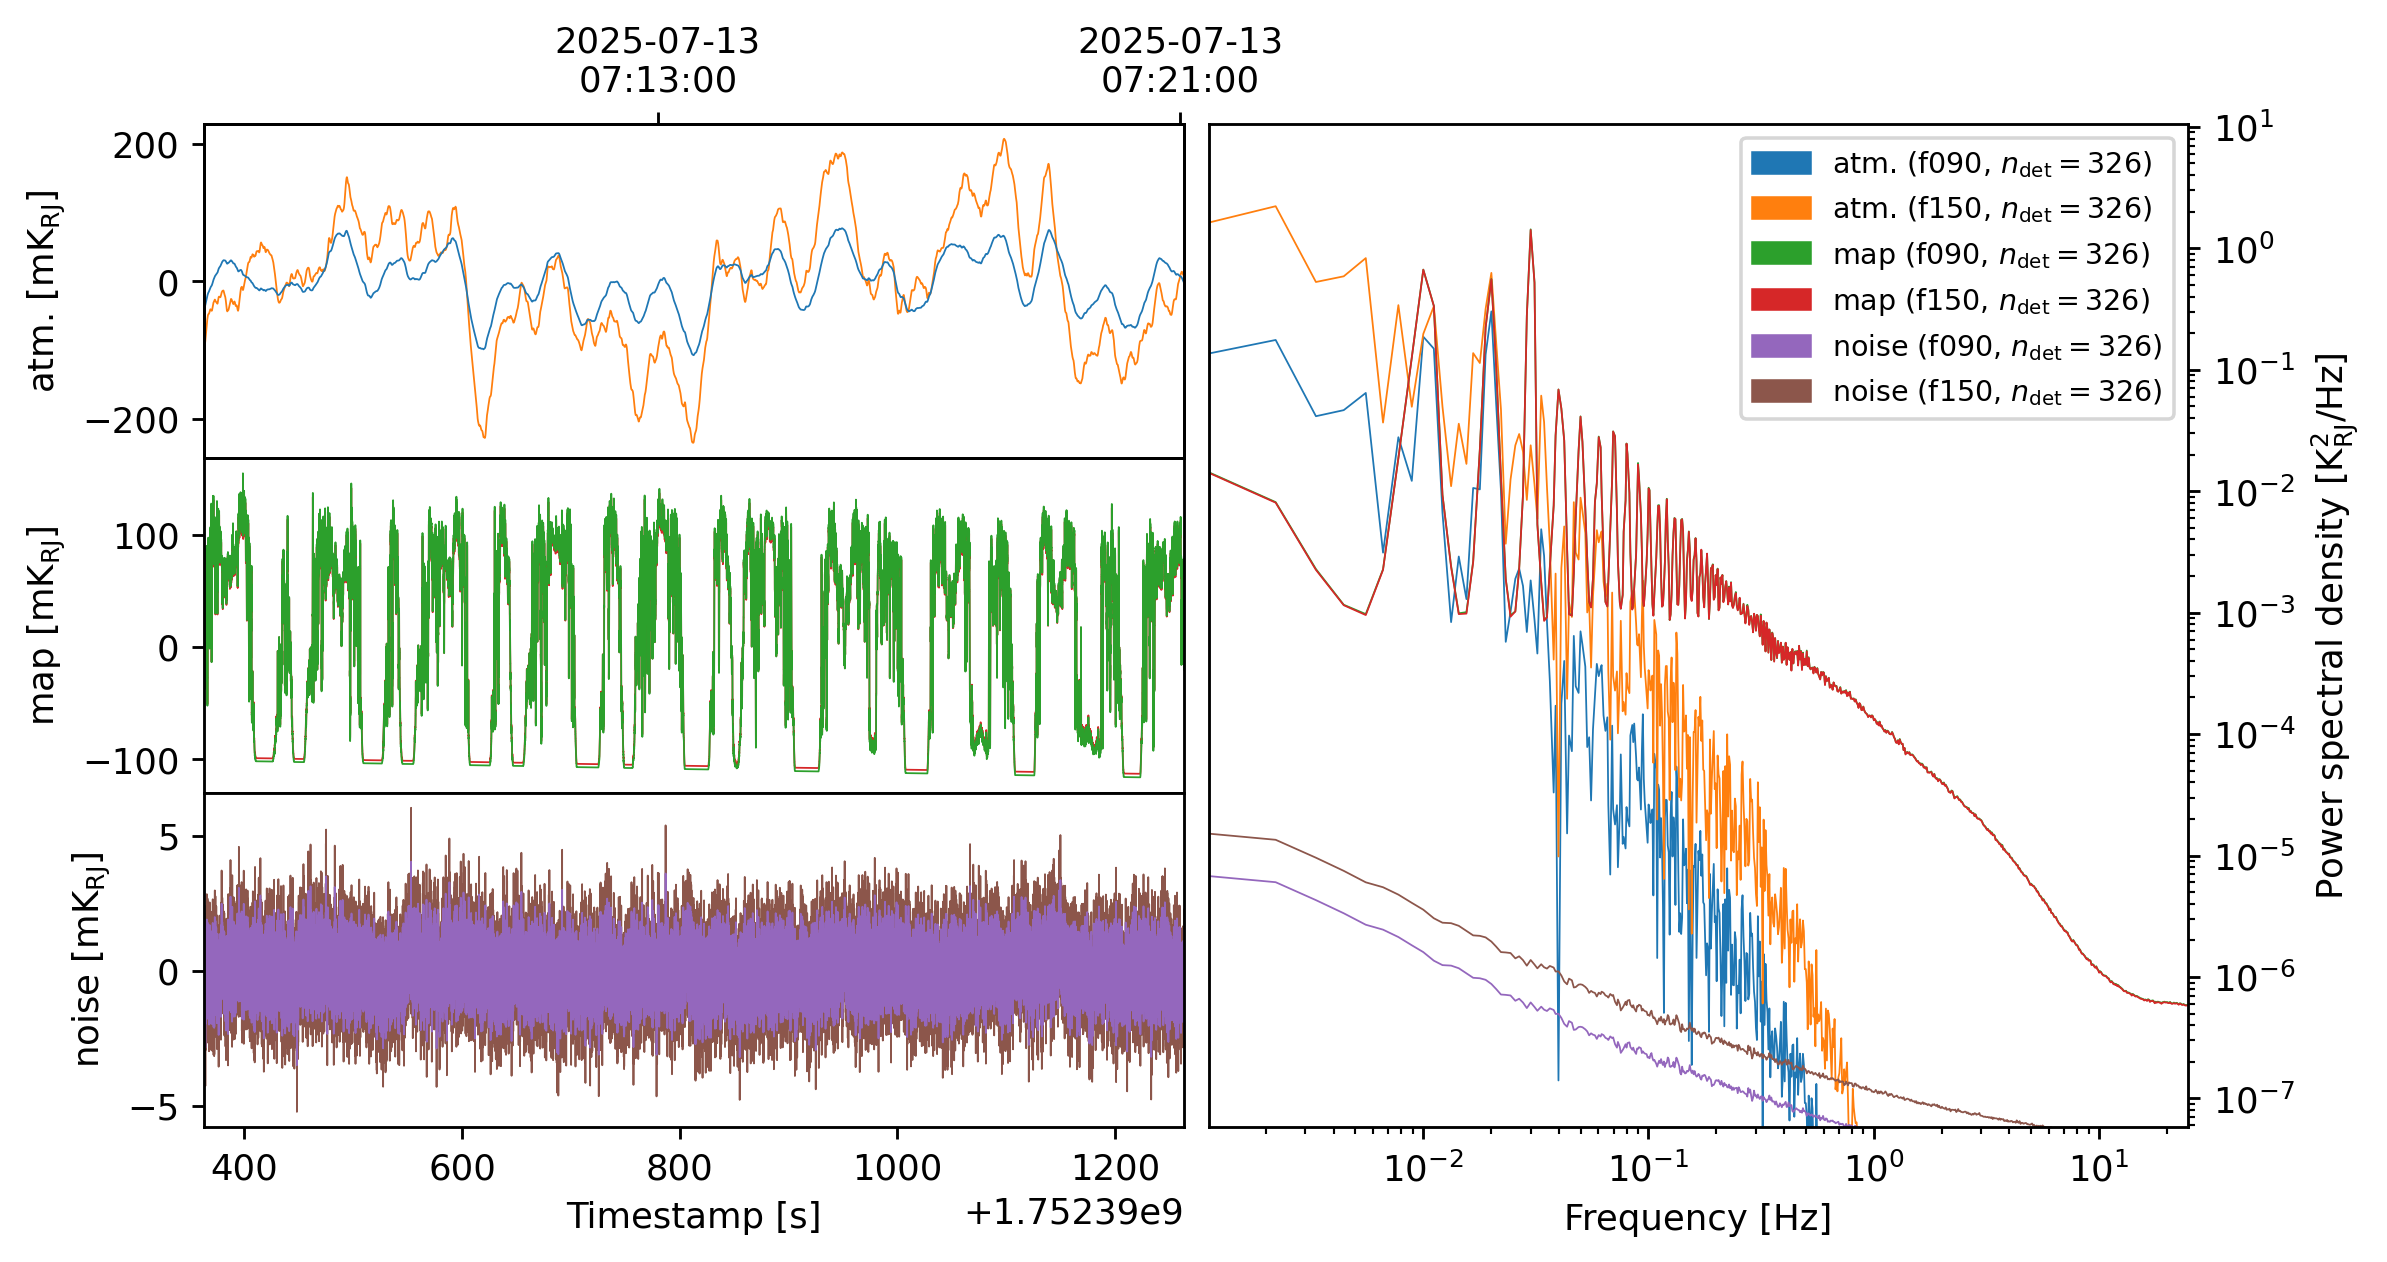 2025-07-13
07:13:00
2025-07-13
07:21:00
atm. [mK_RJ]
200
0
−200
map [mK_RJ]
100
0
−100
noise [mK_RJ]
5
0
−5
400 600 800 1000 1200
Timestamp [s]
+1.75239e9
atm. (f090, n_det = 326)
atm. (f150, n_det = 326)
map (f090, n_det = 326)
map (f150, n_det = 326)
noise (f090, n_det = 326)
noise (f150, n_det = 326)
10^1
10^0
10^−1
10^−2
10^−3
10^−4
10^−5
10^−6
10^−7
Power spectral density [K^2_RJ/Hz]
10^−2 10^−1 10^0 10^1
Frequency [Hz]